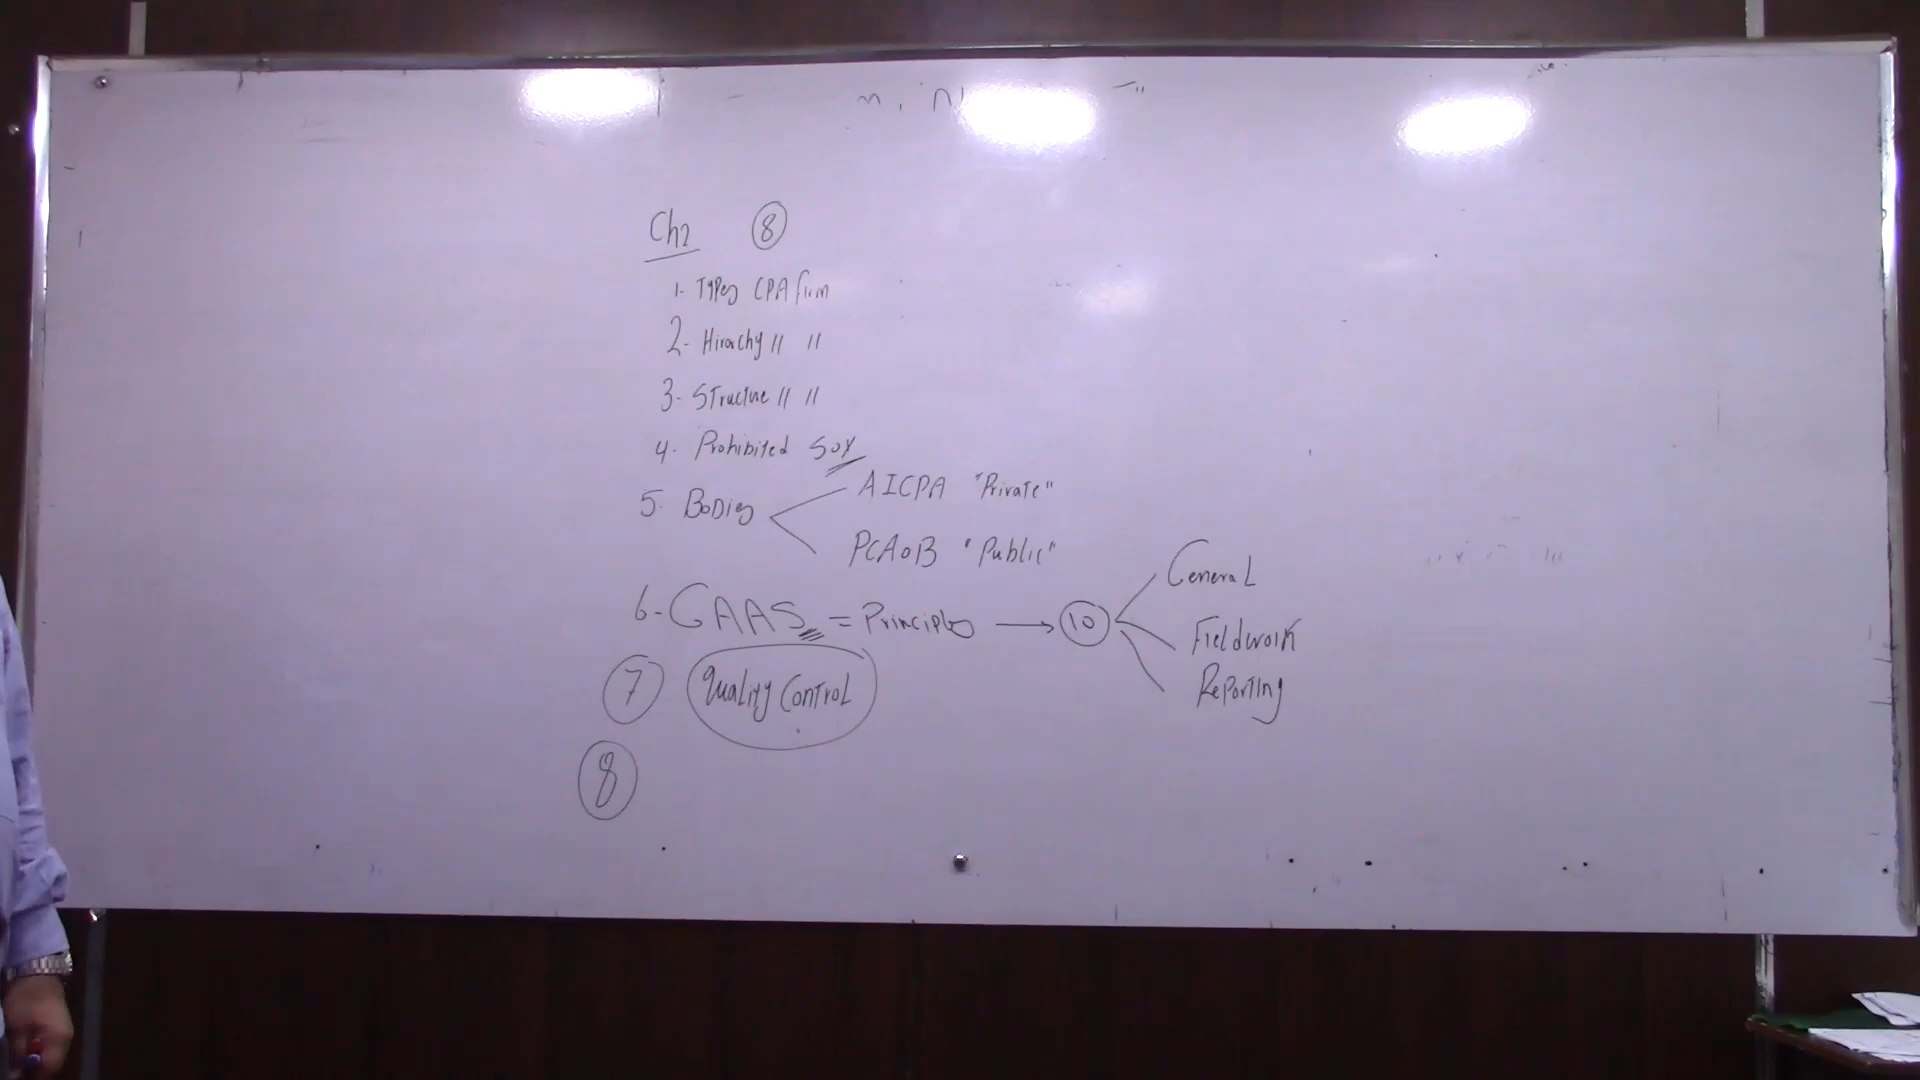 Ch2 8
1- Types CPA firm
2- Hirachy // //
3- Structure // //
4- Prohibited SOX
5- Bodies
AICPA "Private"
PCAOB "Public"
6- GAAS = Principles → 10
General
Fieldwork
Reporting
7 Quality Control
8